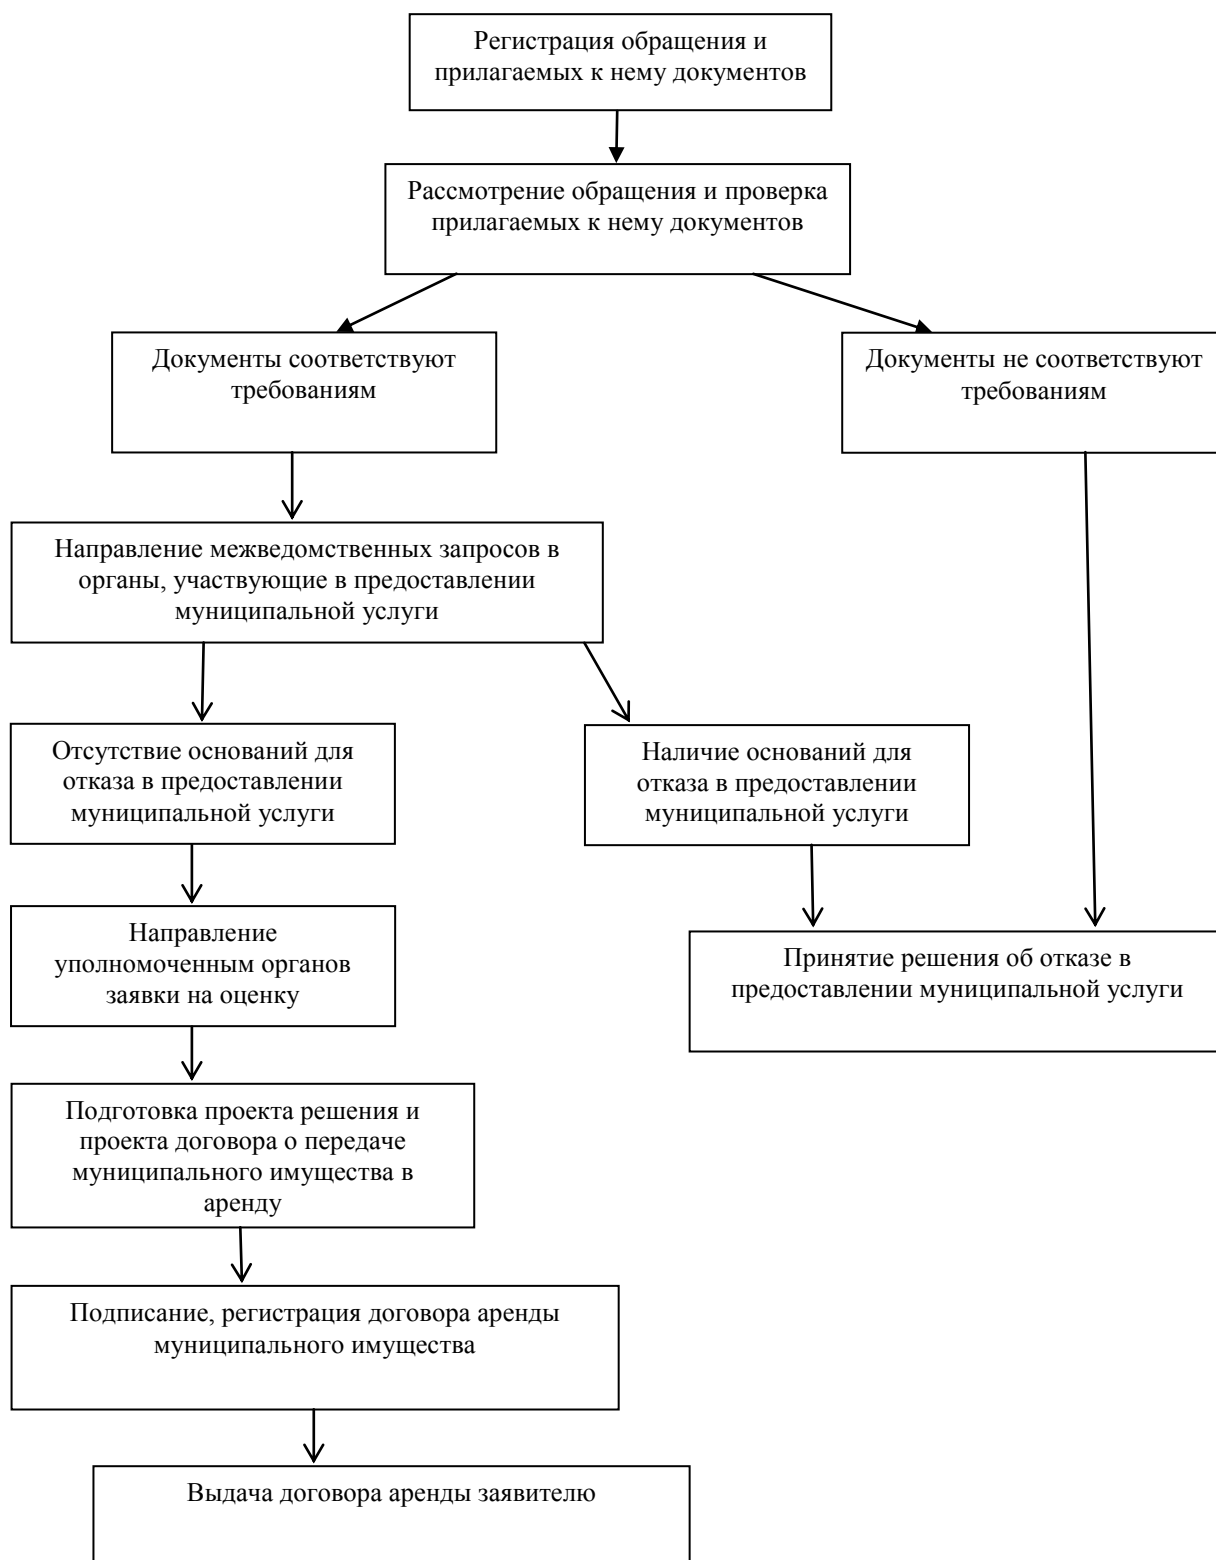 Регистрация обращения и
прилагаемых к нему документов
Рассмотрение обращения и проверка
прилагаемых к нему документов
Документы соответствуют
требованиям
Документы не соответствуют
требованиям
Направление межведомственных запросов в
органы, участвующие в предоставлении
муниципальной услуги
Отсутствие оснований для
отказа в предоставлении
муниципальной услуги
Наличие оснований для
отказа в предоставлении
муниципальной услуги
Направление
уполномоченным органов
заявки на оценку
Принятие решения об отказе в
предоставлении муниципальной услуги
Подготовка проекта решения и
проекта договора о передаче
муниципального имущества в
аренду
Подписание, регистрация договора аренды
муниципального имущества
Выдача договора аренды заявителю